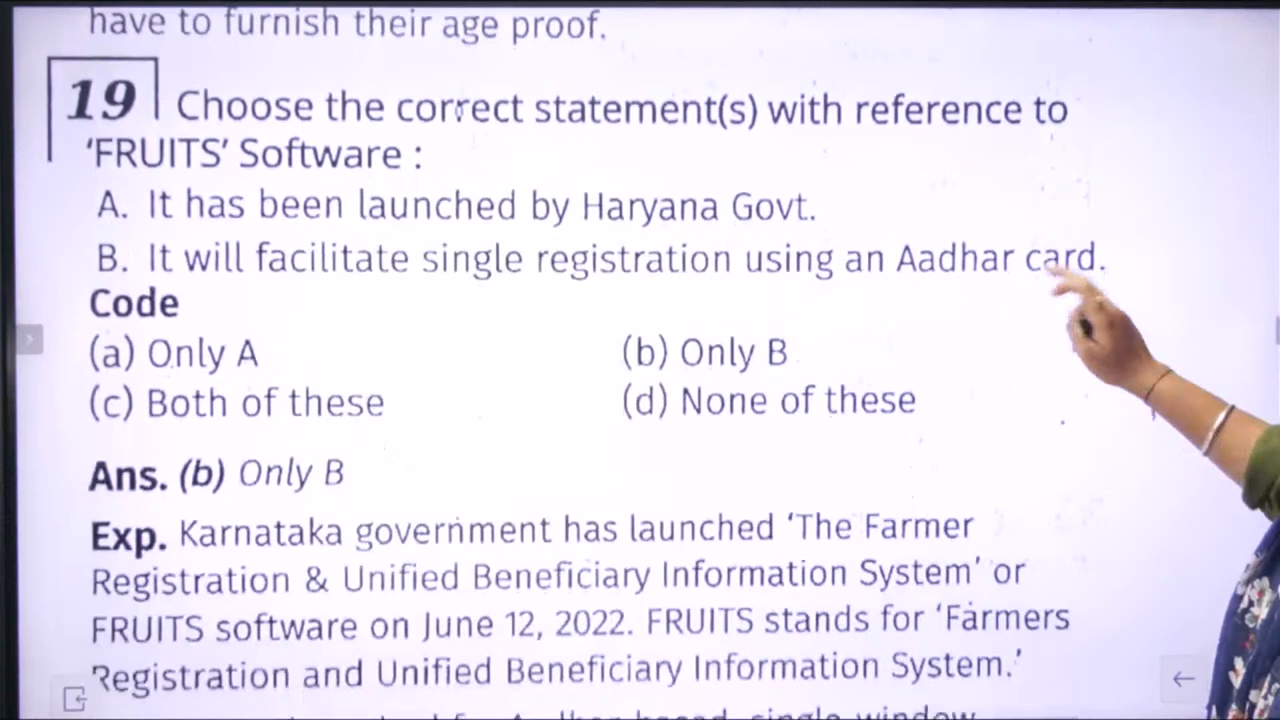 have to furnish their age proof.
19 Choose the correct statement(s) with reference to
‘FRUITS’ Software :
A. It has been launched by Haryana Govt.
B. It will facilitate single registration using an Aadhar card.
Code
(a) Only A (b) Only B
(c) Both of these (d) None of these
Ans. (b) Only B
Exp. Karnataka government has launched ‘The Farmer
Registration & Unified Beneficiary Information System’ or
FRUITS software on June 12, 2022. FRUITS stands for ‘Farmers
Registration and Unified Beneficiary Information System.’
based single window